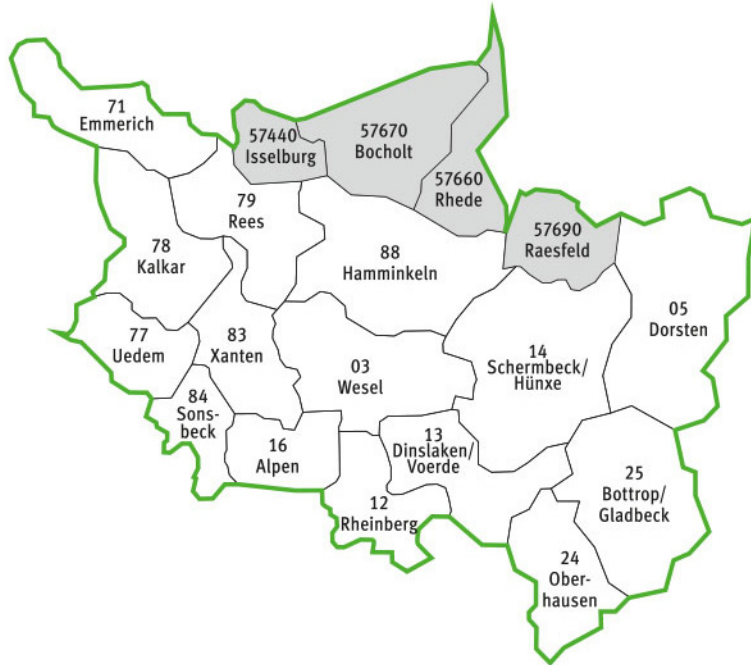 71
Emmerich
57440
Isselburg
57670
Bocholt
57660
Rhede
79
Rees
57690
Raesfeld
78
Kalkar
88
Hamminkeln
05
Dorsten
77
Uedem
83
Xanten
03
Wesel
14
Schermbeck/
Hünxe
84
Sons-
beck
16
Alpen
13
Dinslaken/
Voerde
25
Bottrop/
Gladbeck
12
Rheinberg
24
Ober-
hausen